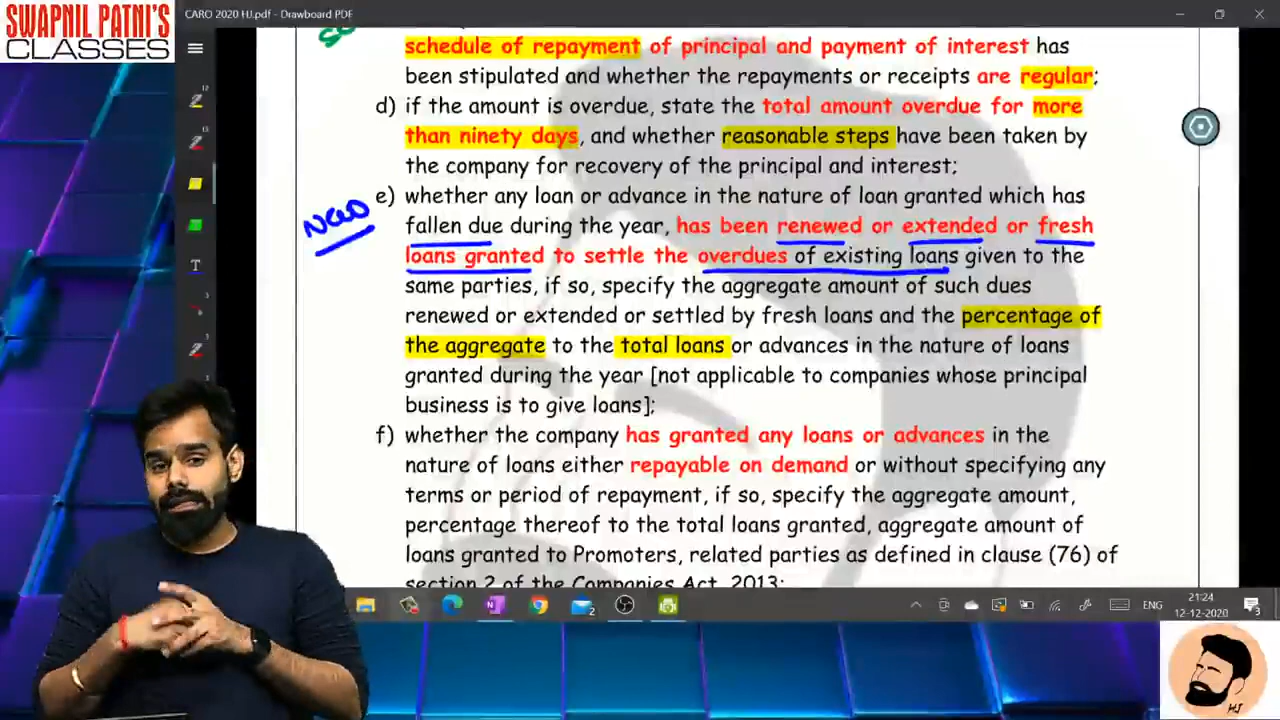 SWAPNIL PATNI'S
CLASSES
CARO 2020 HJ.pdf - Drawboard PDF
schedule of repayment of principal and payment of interest has
been stipulated and whether the repayments or receipts are regular;
d) if the amount is overdue, state the total amount overdue for more
than ninety days, and whether reasonable steps have been taken by
the company for recovery of the principal and interest;
e) whether any loan or advance in the nature of loan granted which has
New
fallen due during the year, has been renewed or extended or fresh
loans granted to settle the overdues of existing loans given to the
same parties, if so, specify the aggregate amount of such dues
renewed or extended or settled by fresh loans and the percentage of
the aggregate to the total loans or advances in the nature of loans
granted during the year [not applicable to companies whose principal
business is to give loans];
f) whether the company has granted any loans or advances in the
nature of loans either repayable on demand or without specifying any
terms or period of repayment, if so, specify the aggregate amount,
percentage thereof to the total loans granted, aggregate amount of
loans granted to Promoters, related parties as defined in clause (76) of
section 2 of the Companies Act, 2013;
2
ENG
21:24
12-12-2020
3
HJ